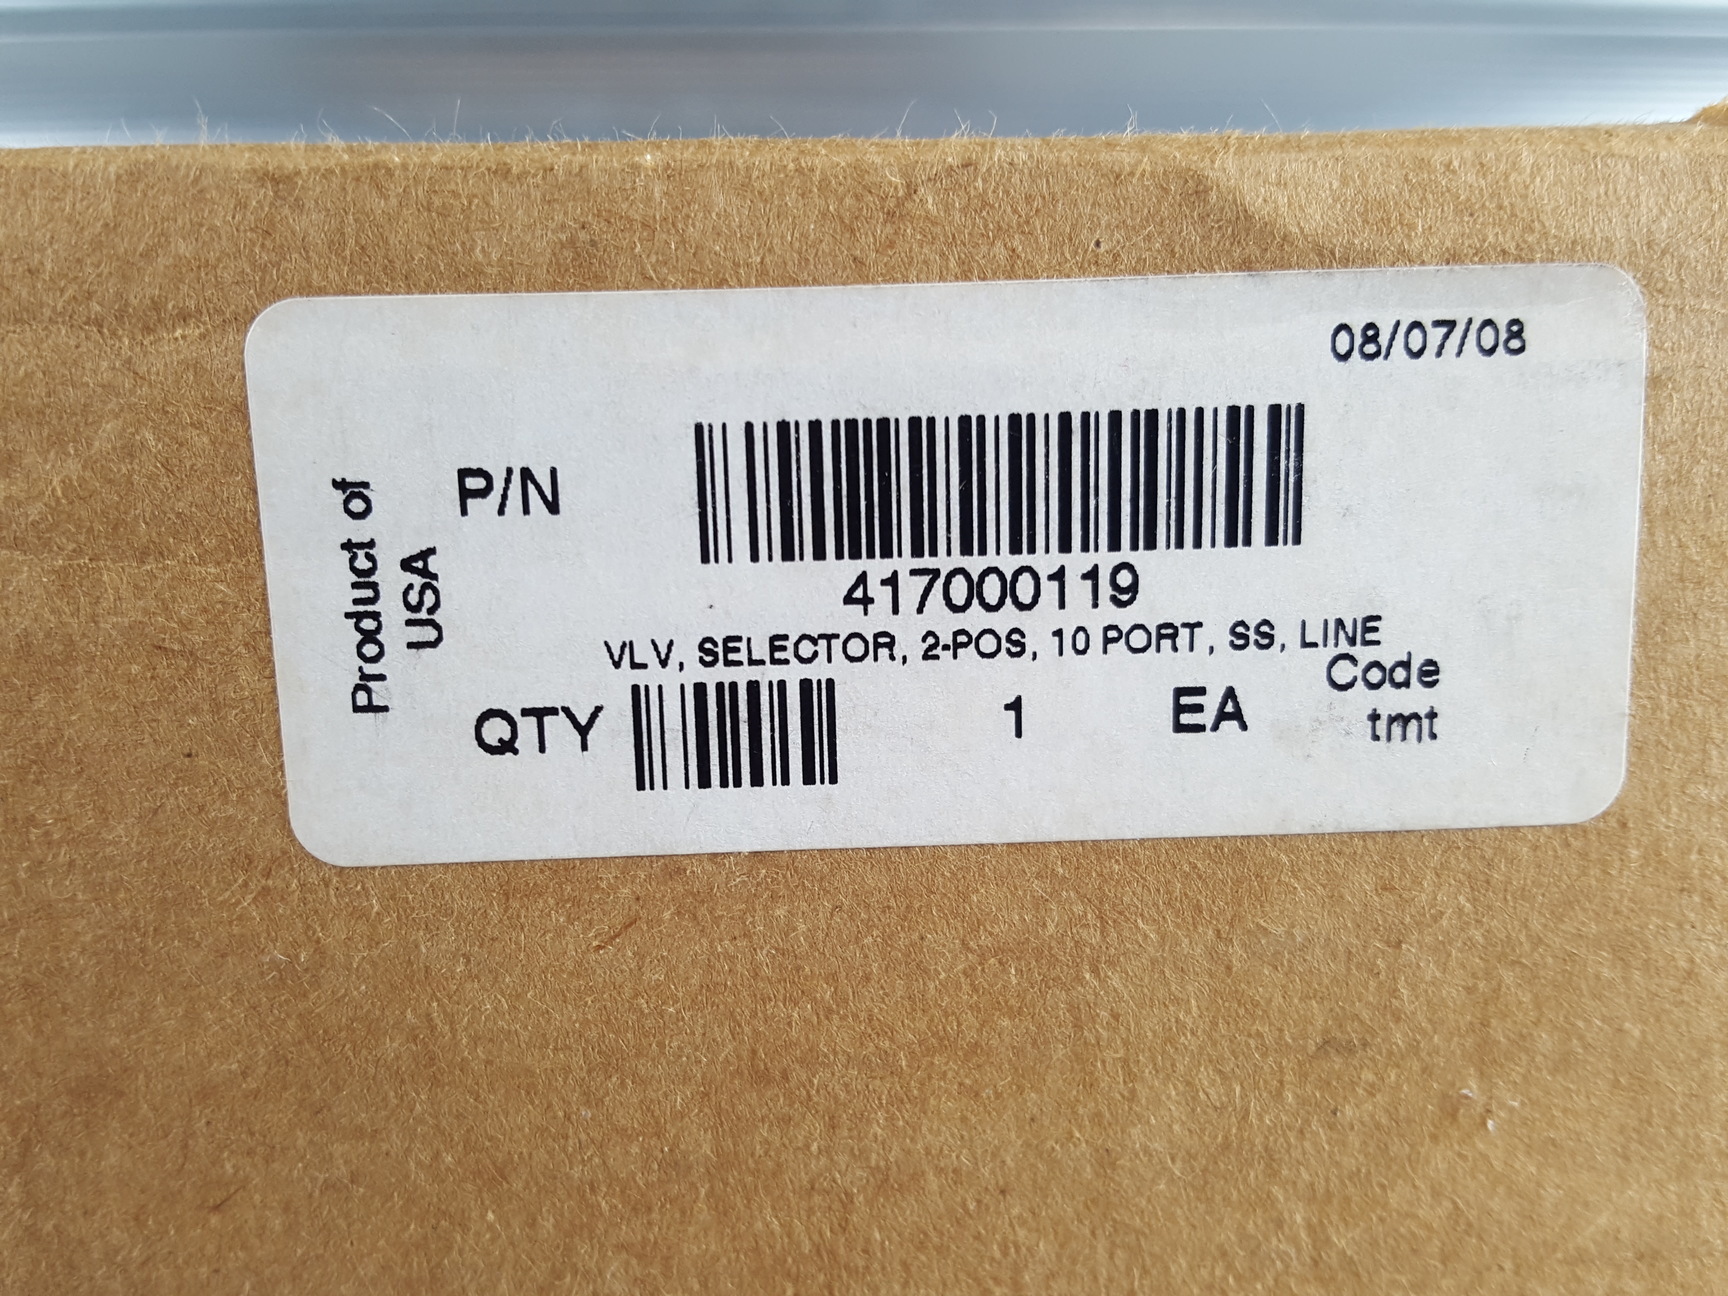 08/07/08
Product of
USA
P/N
417000119
VLV, SELECTOR, 2-POS, 10 PORT, SS, LINE
QTY 1 EA
Code
tmt